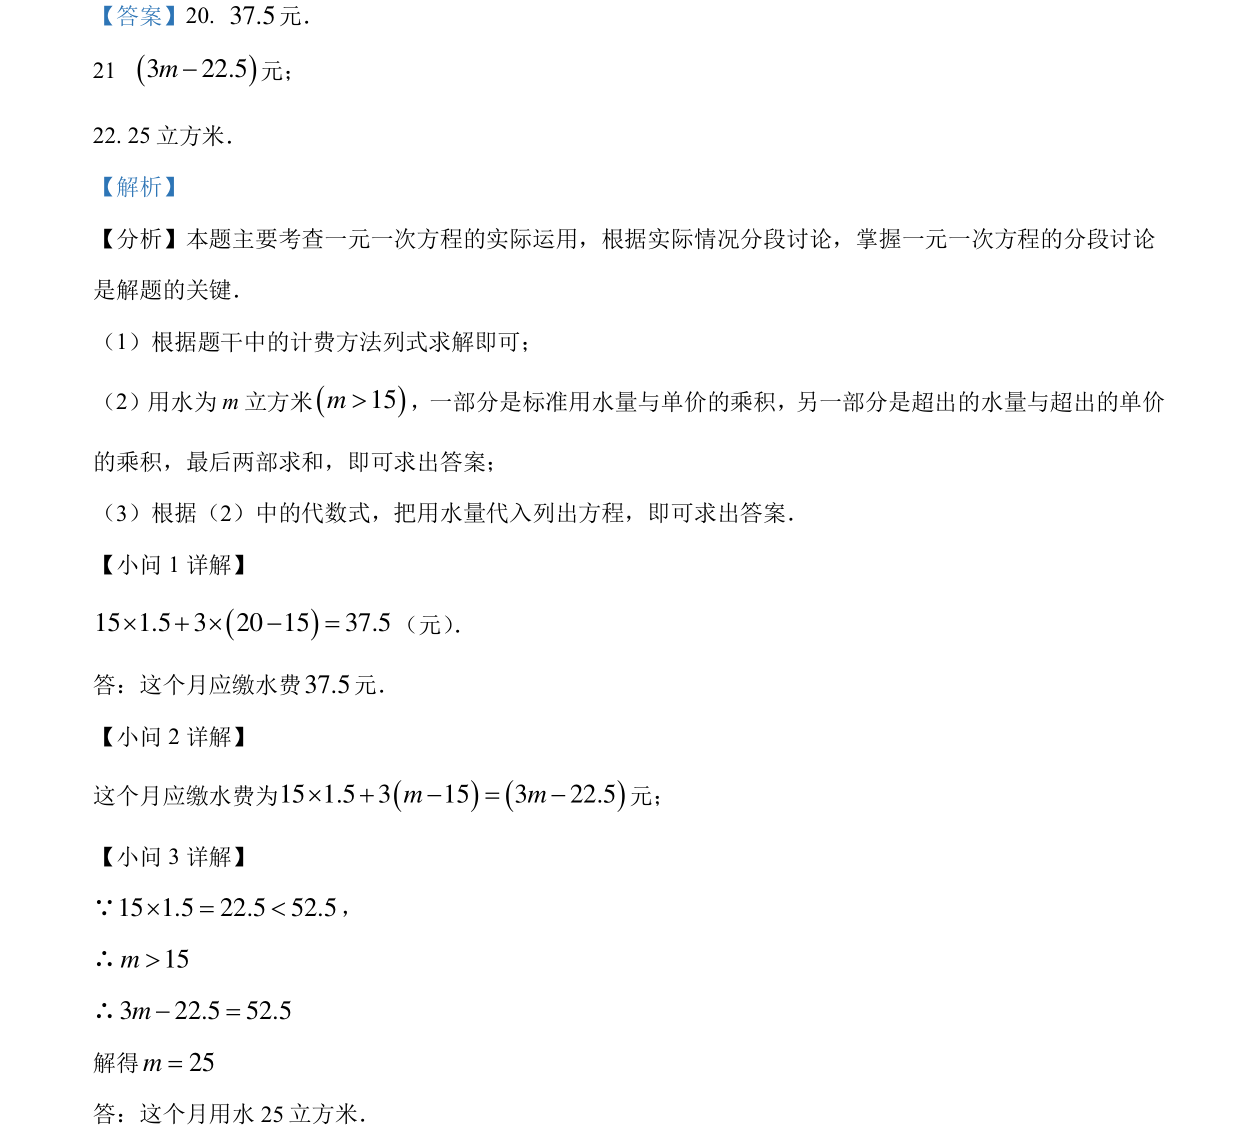 【答案】20. 37.5元.
21 (3m−22.5)元；
22. 25 立方米．
【解析】
【分析】本题主要考查一元一次方程的实际运用，根据实际情况分段讨论，掌握一元一次方程的分段讨论
是解题的关键．
（1）根据题干中的计费方法列式求解即可；
（2）用水为 m 立方米(m>15)，一部分是标准用水量与单价的乘积，另一部分是超出的水量与超出的单价
的乘积，最后两部求和，即可求出答案；
（3）根据（2）中的代数式，把用水量代入列出方程，即可求出答案．
【小问 1 详解】
15×1.5+3×(20−15)=37.5（元）．
答：这个月应缴水费37.5元．
【小问 2 详解】
这个月应缴水费为15×1.5+3(m−15)=(3m−22.5)元；
【小问 3 详解】
∵15×1.5=22.5<52.5，
∴m>15
∴3m−22.5=52.5
解得m=25
答：这个月用水 25 立方米．